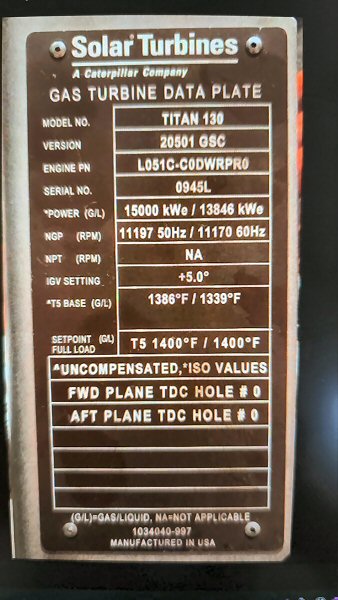 Solar® Turbines
A Caterpillar Company
GAS TURBINE DATA PLATE
MODEL NO. TITAN 130
VERSION 20501 GSC
ENGINE PN L051C-C0DWRPR0
SERIAL NO. 0945L
*POWER (G/L) 15000 kWe / 13846 kWe
NGP (RPM) 11197 50Hz / 11170 60Hz
NPT (RPM) NA
IGV SETTING +5.0°
^T5 BASE (G/L) 1386°F / 1339°F
SETPOINT (G/L)
FULL LOAD T5 1400°F / 1400°F
^UNCOMPENSATED,*ISO VALUES
FWD PLANE TDC HOLE # 0
AFT PLANE TDC HOLE # 0
(G/L)=GAS/LIQUID, NA=NOT APPLICABLE
1034040-997
MANUFACTURED IN USA